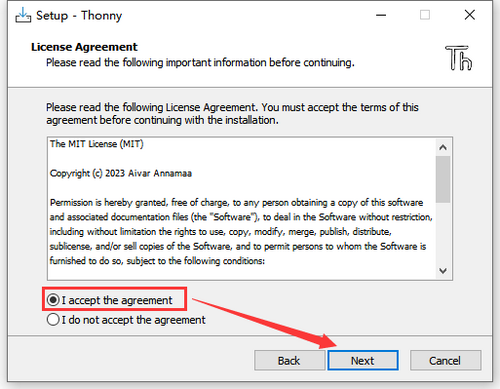 Setup - Thonny
License Agreement
Please read the following important information before continuing.
Th
Please read the following License Agreement. You must accept the terms of this
agreement before continuing with the installation.
The MIT License (MIT)
Copyright (c) 2023 Aivar Annamaa
Permission is hereby granted, free of charge, to any person obtaining a copy of this software
and associated documentation files (the "Software"), to deal in the Software without restriction,
including without limitation the rights to use, copy, modify, merge, publish, distribute,
sublicense, and/or sell copies of the Software, and to permit persons to whom the Software is
furnished to do so, subject to the following conditions:
I accept the agreement
I do not accept the agreement
Back
Next
Cancel